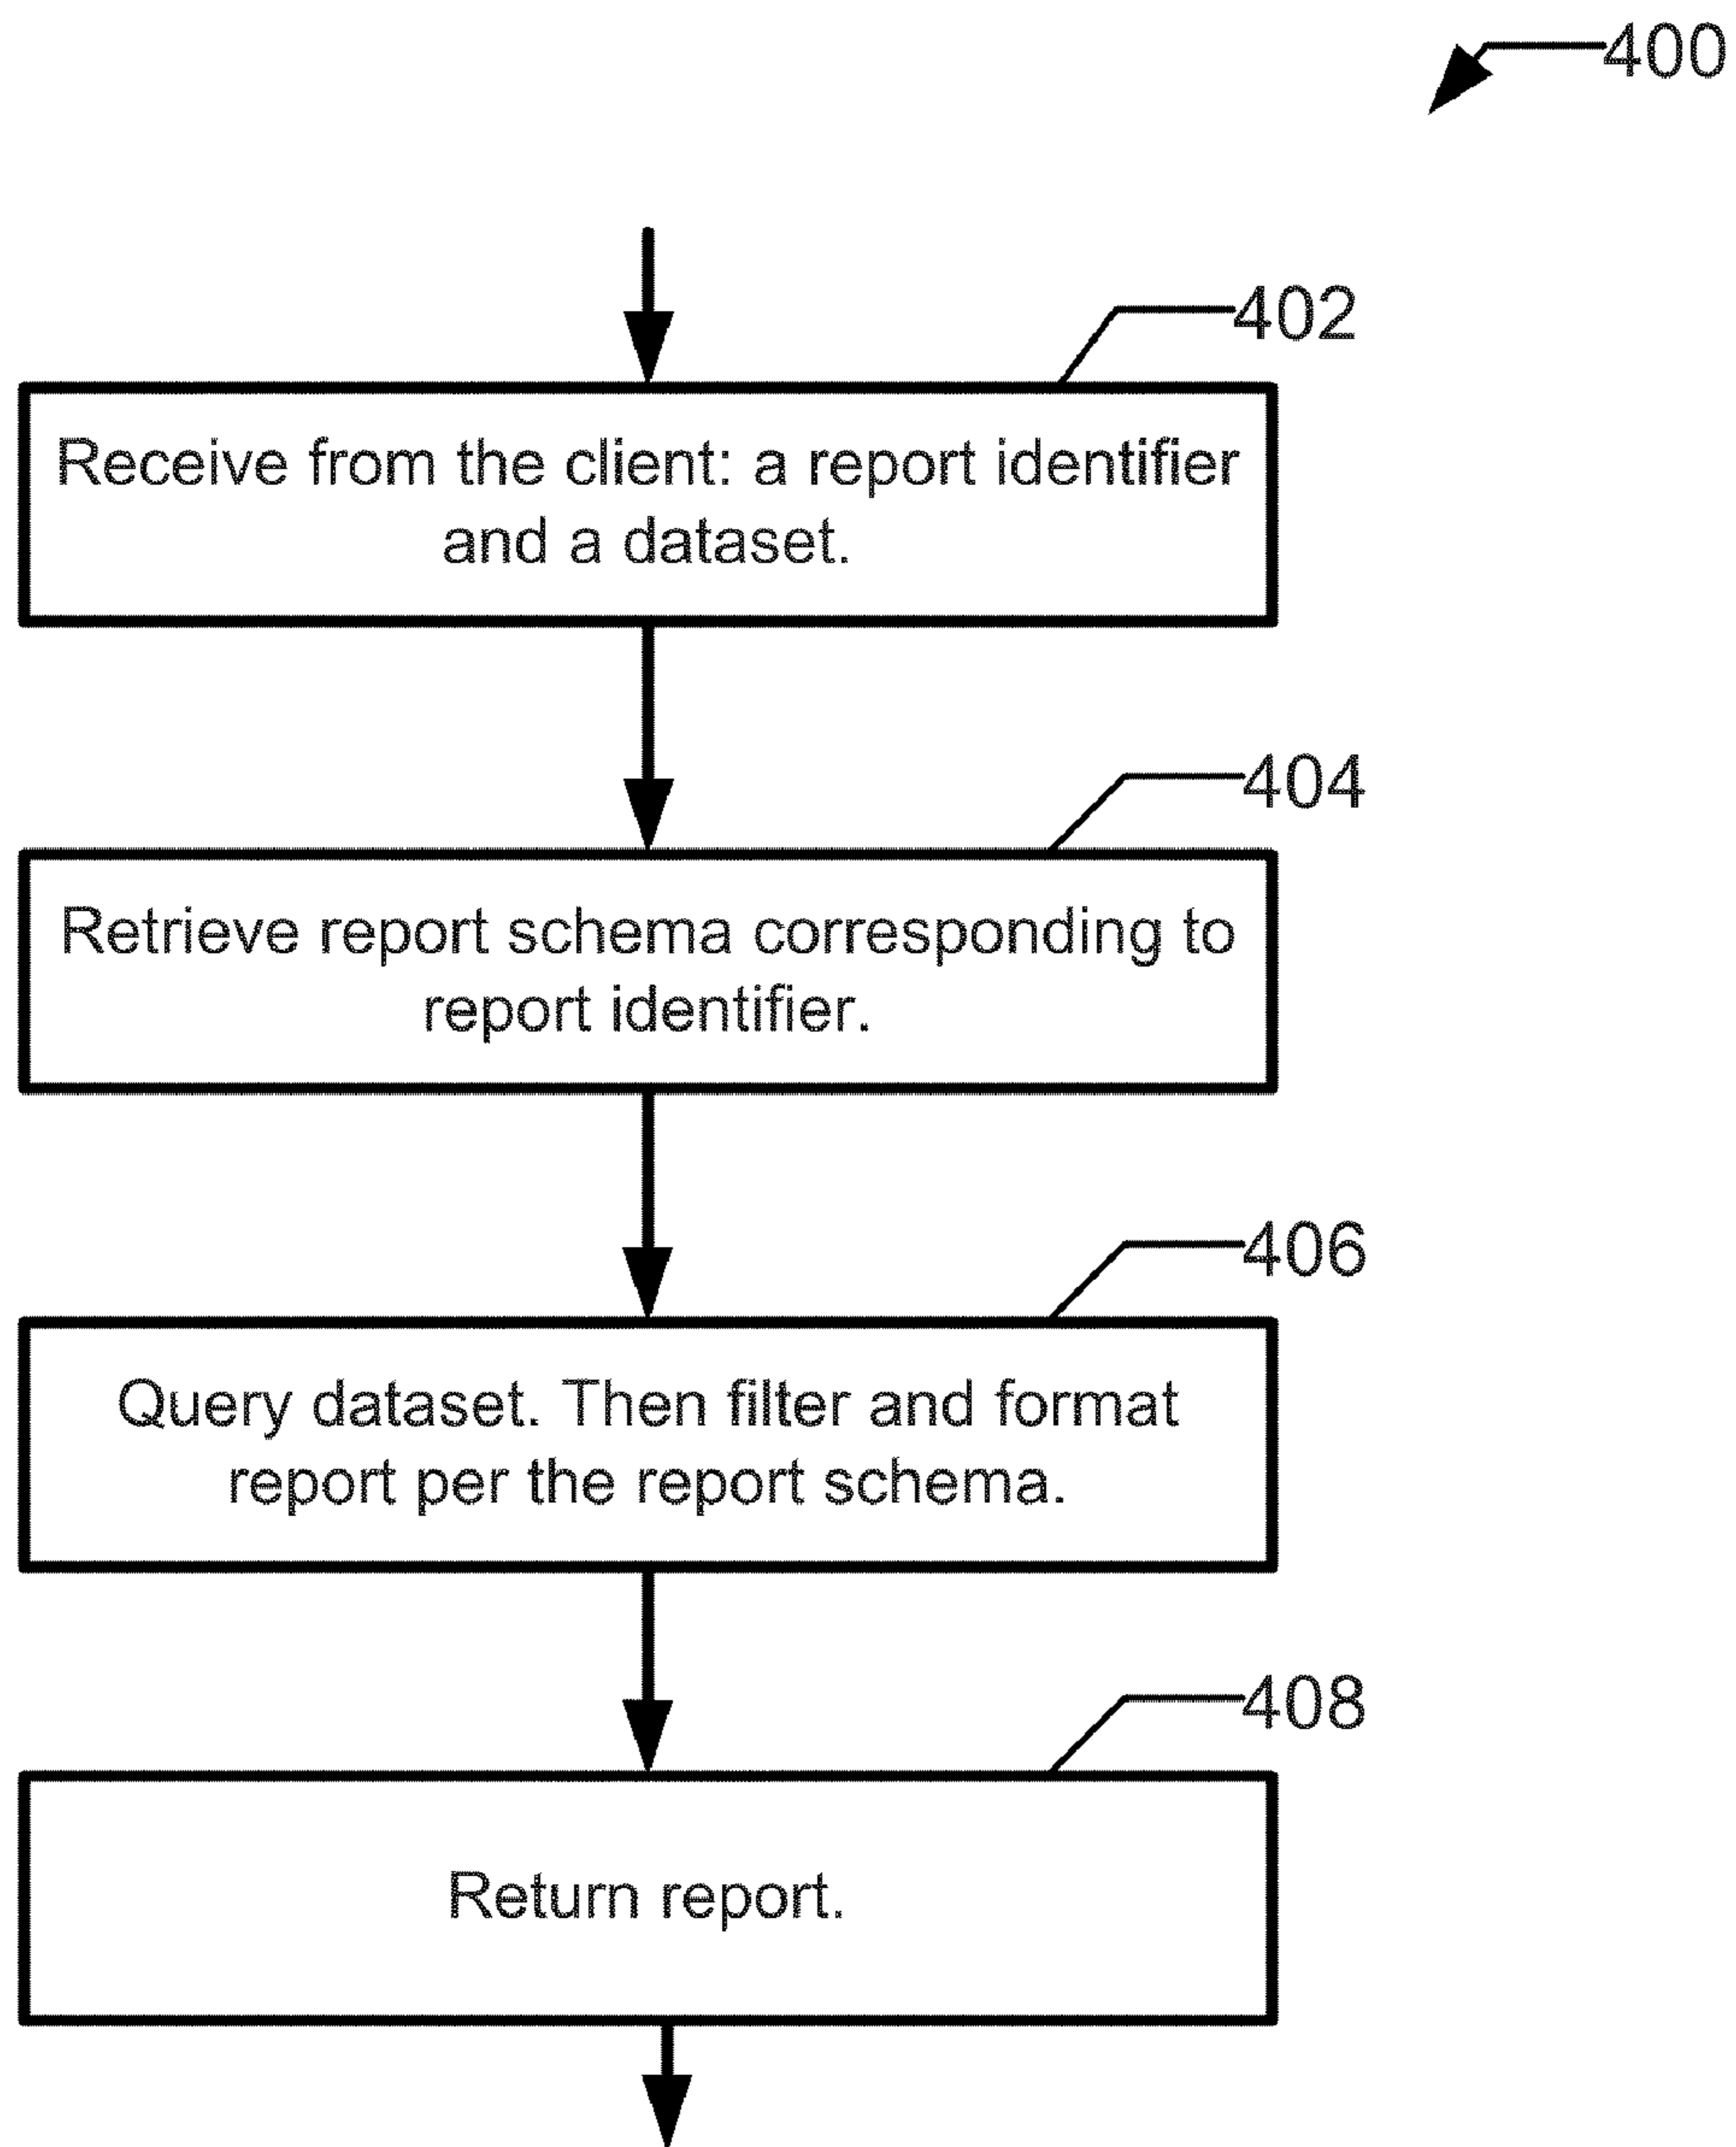 400
402
Receive from the client: a report identifier
and a dataset.
404
Retrieve report schema corresponding to
report identifier.
406
Query dataset. Then filter and format
report per the report schema.
408
Return report.